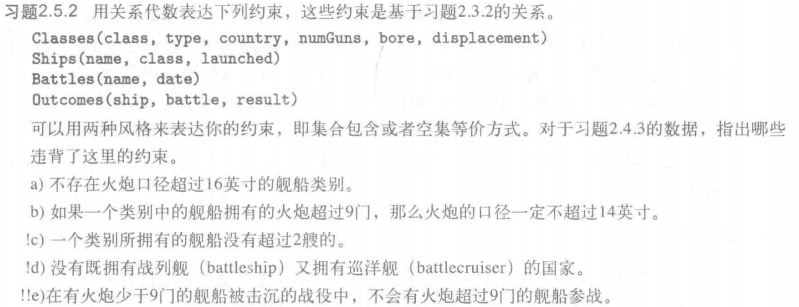 习题2.5.2 用关系代数表达下列约束，这些约束是基于习题2.3.2的关系。
Classes(class, type, country, numGuns, bore, displacement)
Ships(name, class, launched)
Battles(name, date)
Outcomes(ship, battle, result)
可以用两种风格来表达你的约束，即集合包含或者空集等价方式。对于习题2.4.3的数据，指出哪些
违背了这里的约束。
a) 不存在火炮口径超过16英寸的舰船类别。
b) 如果一个类别中的舰船拥有的火炮超过9门，那么火炮的口径一定不超过14英寸。
!c) 一个类别所拥有的舰船没有超过2艘的。
!d) 没有既拥有战列舰（battleship）又拥有巡洋舰（battlecruiser）的国家。
!!e)在有火炮少于9门的舰船被击沉的战役中，不会有火炮超过9门的舰船参战。